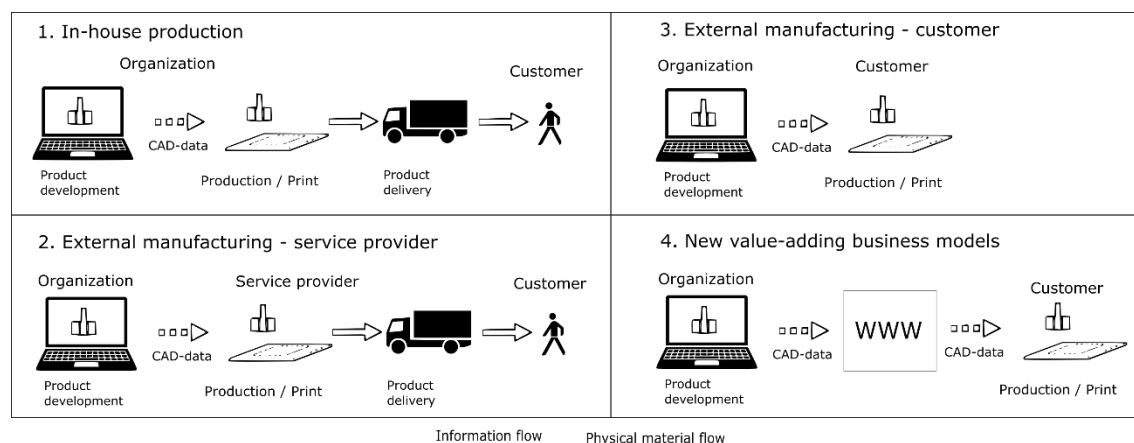 1. In-house production
Organization
Customer
CAD-data
Product
development
Production / Print
Product
delivery
2. External manufacturing - service provider
Organization
Service provider
Customer
CAD-data
Product
development
Production / Print
Product
delivery
3. External manufacturing - customer
Organization
Customer
CAD-data
Product
development
Production / Print
4. New value-adding business models
Organization
Customer
WWW
CAD-data
CAD-data
Product
development
Production / Print
Information flow
Physical material flow